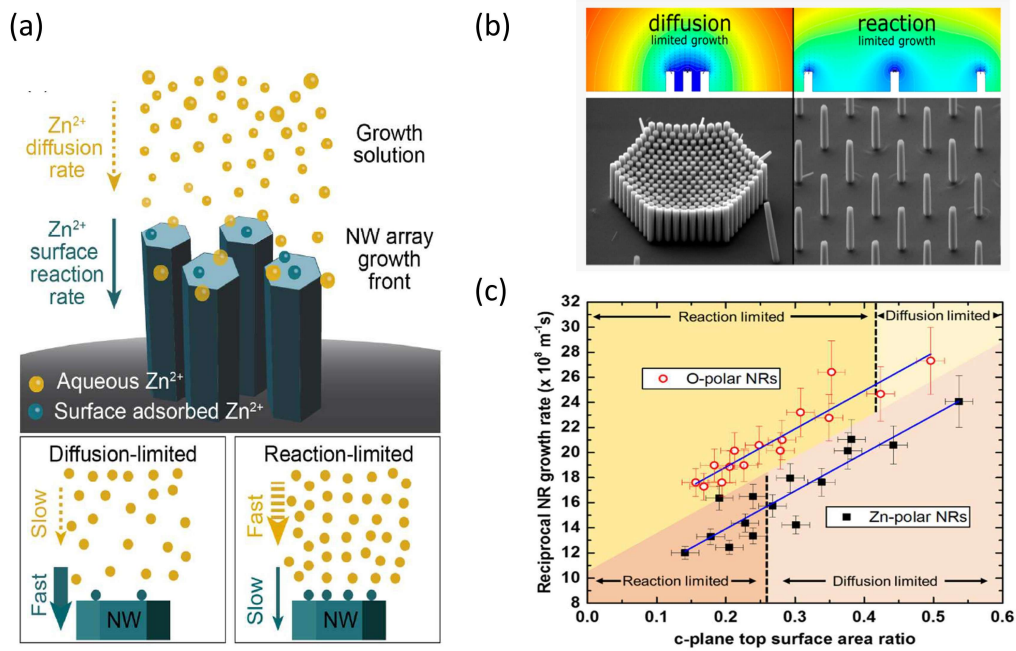 (a)
Zn2+
diffusion
rate
Growth
solution
Zn2+
surface
reaction
rate
NW array
growth
front
Aqueous Zn2+
Surface adsorbed Zn2+
Diffusion-limited
Slow
Fast
NW
Reaction-limited
Fast
Slow
NW
(b)
diffusion
limited growth
reaction
limited growth
(c)
Reciprocal NR growth rate (x 10⁸ m⁻¹s)
32
30
28
26
24
22
20
18
16
14
12
10
8
Reaction limited
Diffusion limited
O-polar NRs
Zn-polar NRs
Reaction limited
Diffusion limited
0.0 0.1 0.2 0.3 0.4 0.5 0.6
c-plane top surface area ratio